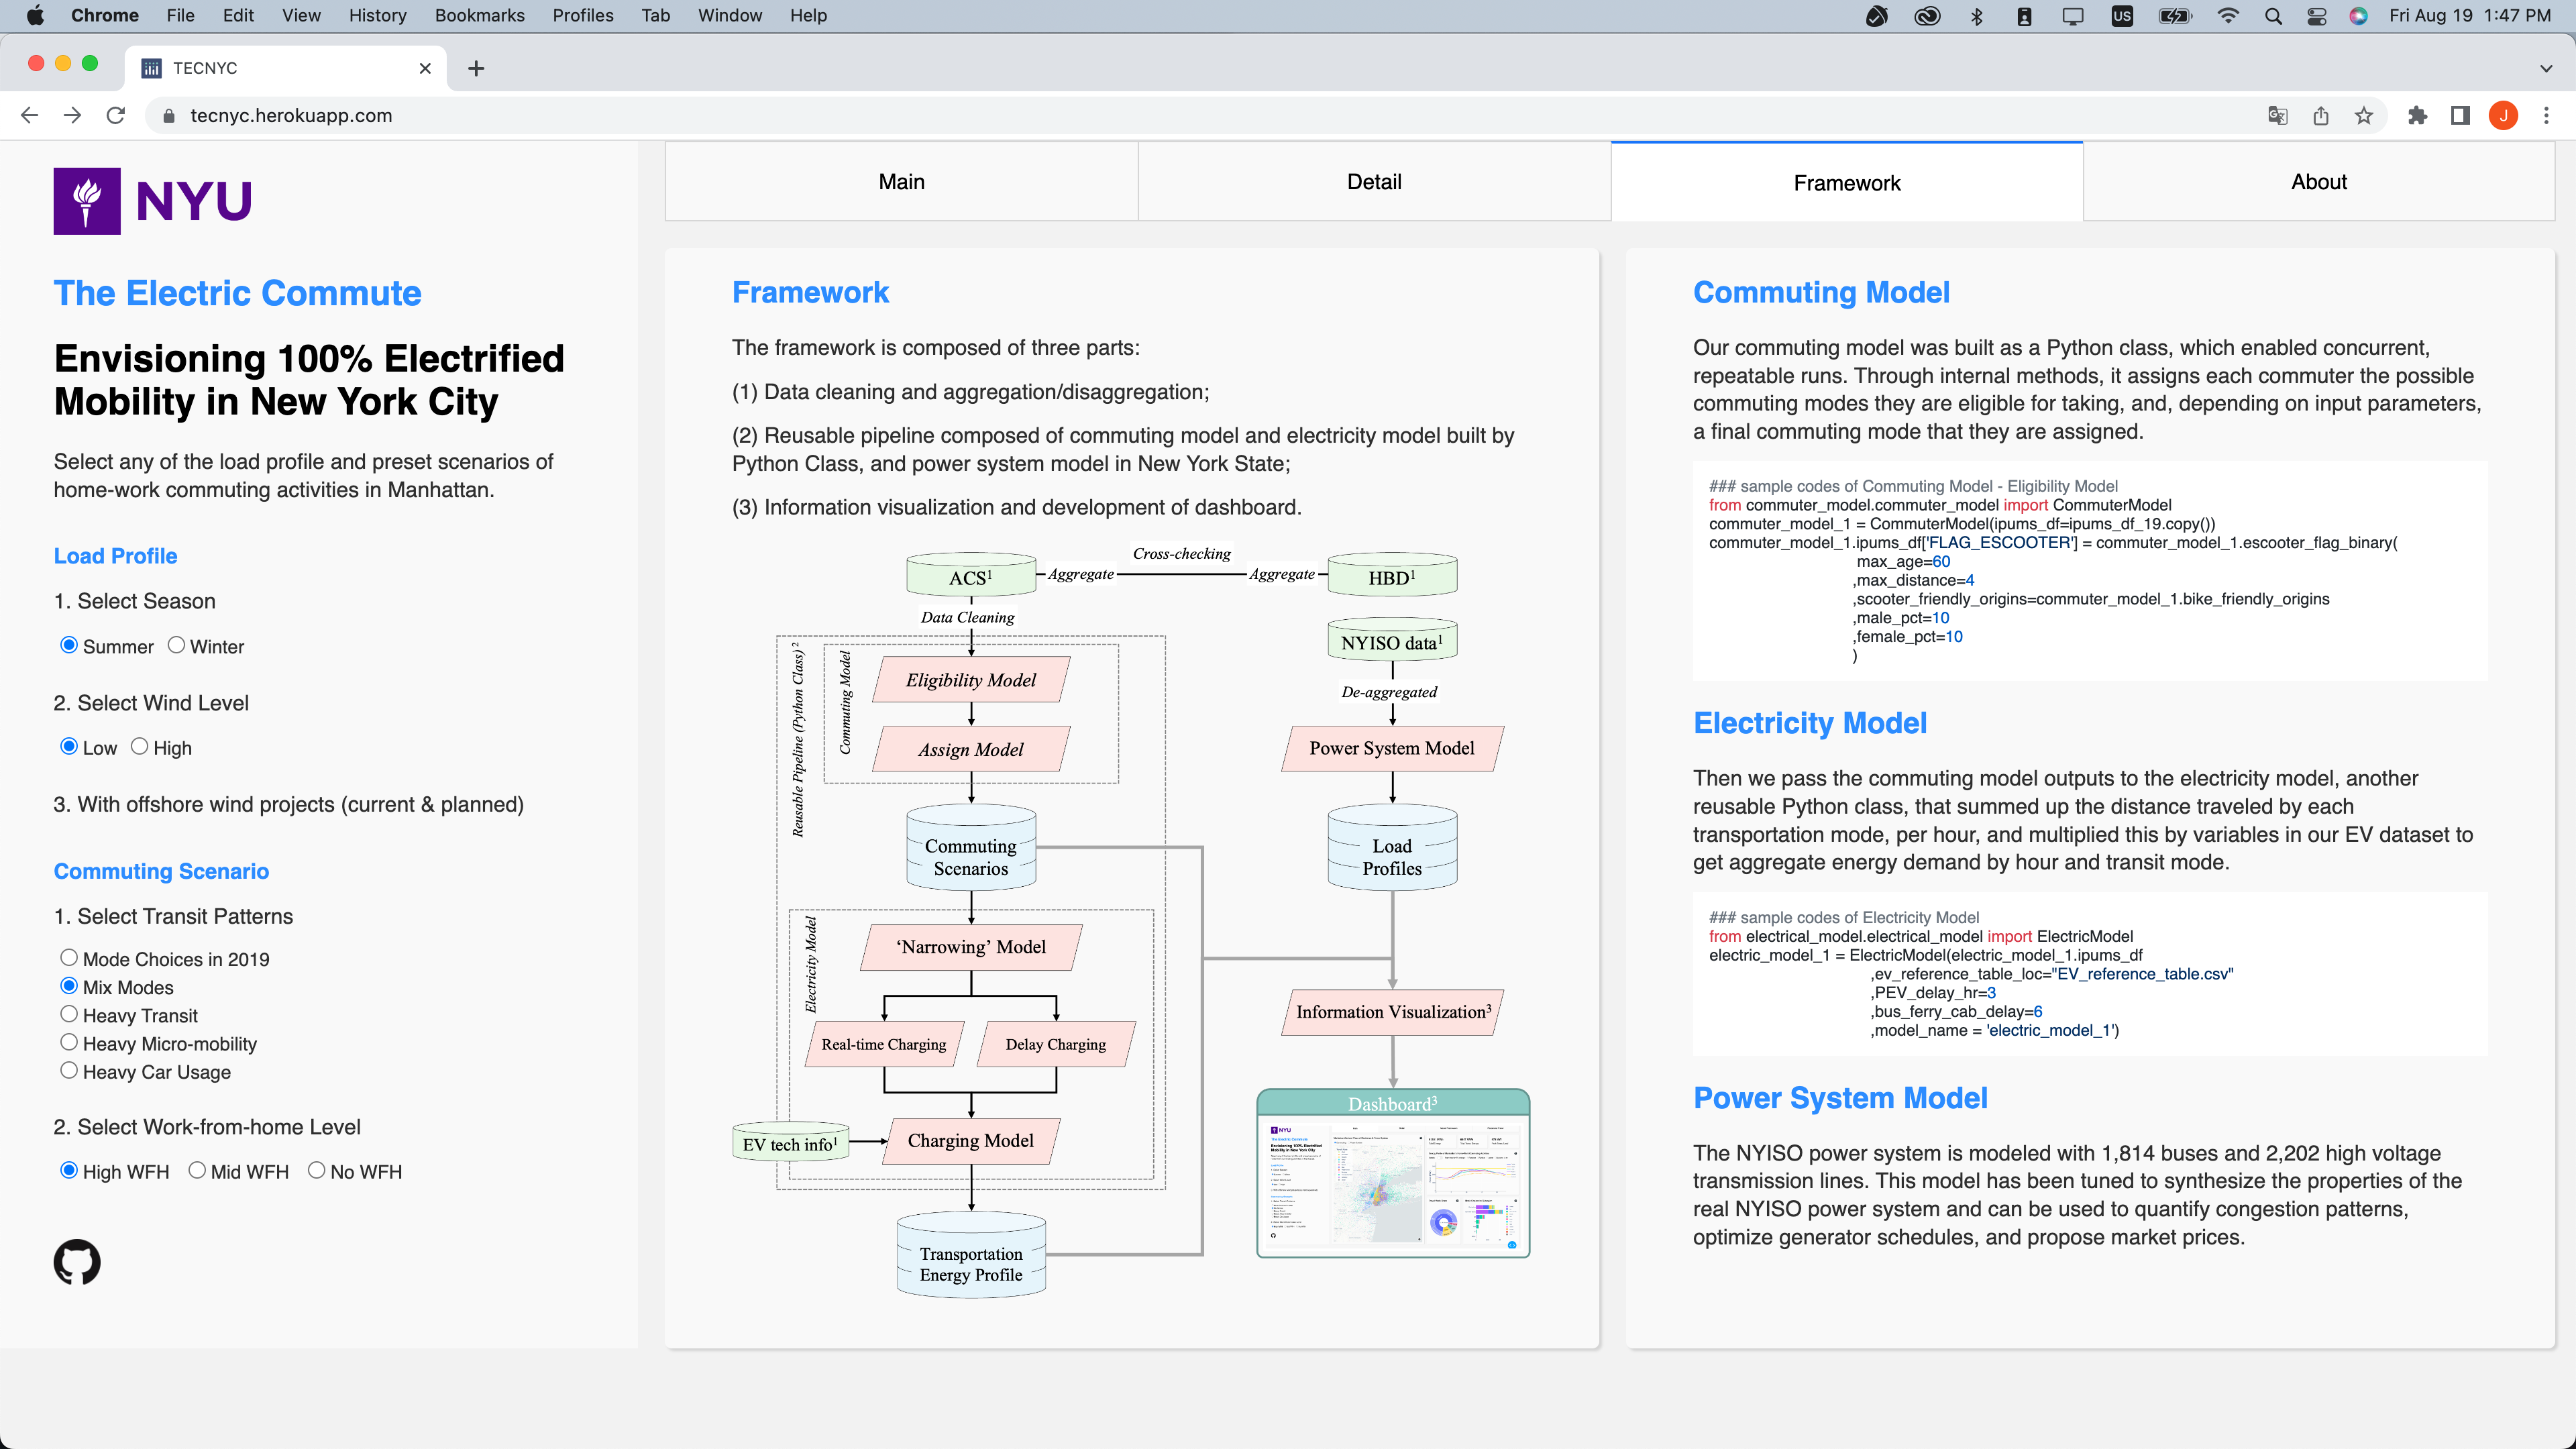 Chrome File Edit View History Bookmarks Profiles Tab Window Help US Fri Aug 19 1:47 PM
TECNYC
tecnyc.herokuapp.com J
NYU
The Electric Commute
Envisioning 100% Electrified
Mobility in New York City
Select any of the load profile and preset scenarios of
home-work commuting activities in Manhattan.
Load Profile
1. Select Season
Summer Winter
2. Select Wind Level
Low High
3. With offshore wind projects (current & planned)
Commuting Scenario
1. Select Transit Patterns
Mode Choices in 2019
Mix Modes
Heavy Transit
Heavy Micro-mobility
Heavy Car Usage
2. Select Work-from-home Level
High WFH Mid WFH No WFH
Main Detail Framework About
Framework
The framework is composed of three parts:
(1) Data cleaning and aggregation/disaggregation;
(2) Reusable pipeline composed of commuting model and electricity model built by
Python Class, and power system model in New York State;
(3) Information visualization and development of dashboard.
Cross-checking
ACS¹ Aggregate Aggregate HBD¹
Data Cleaning
NYISO data¹
Reusable Pipeline (Python Class) ²
Commuting Model
Eligibility Model
De-aggregated
Assign Model
Power System Model
Commuting
Scenarios
Load
Profiles
Electricity Model
‘Narrowing’ Model
Information Visualization³
Real-time Charging Delay Charging
Dashboard³
EV tech info¹
Charging Model
NYU
The Electric Commute
Envisioning 100% Electrified
Mobility in New York City
Transportation
Energy Profile
Commuting Model
Our commuting model was built as a Python class, which enabled concurrent,
repeatable runs. Through internal methods, it assigns each commuter the possible
commuting modes they are eligible for taking, and, depending on input parameters,
a final commuting mode that they are assigned.
### sample codes of Commuting Model - Eligibility Model
from commuter_model.commuter_model import CommuterModel
commuter_model_1 = CommuterModel(ipums_df=ipums_df_19.copy())
commuter_model_1.ipums_df['FLAG_ESCOOTER'] = commuter_model_1.escooter_flag_binary(
max_age=60
,max_distance=4
,scooter_friendly_origins=commuter_model_1.bike_friendly_origins
,male_pct=10
,female_pct=10
)
Electricity Model
Then we pass the commuting model outputs to the electricity model, another
reusable Python class, that summed up the distance traveled by each
transportation mode, per hour, and multiplied this by variables in our EV dataset to
get aggregate energy demand by hour and transit mode.
### sample codes of Electricity Model
from electrical_model.electrical_model import ElectricModel
electric_model_1 = ElectricModel(electric_model_1.ipums_df
,ev_reference_table_loc="EV_reference_table.csv"
,PEV_delay_hr=3
,bus_ferry_cab_delay=6
,model_name = 'electric_model_1')
Power System Model
The NYISO power system is modeled with 1,814 buses and 2,202 high voltage
transmission lines. This model has been tuned to synthesize the properties of the
real NYISO power system and can be used to quantify congestion patterns,
optimize generator schedules, and propose market prices.